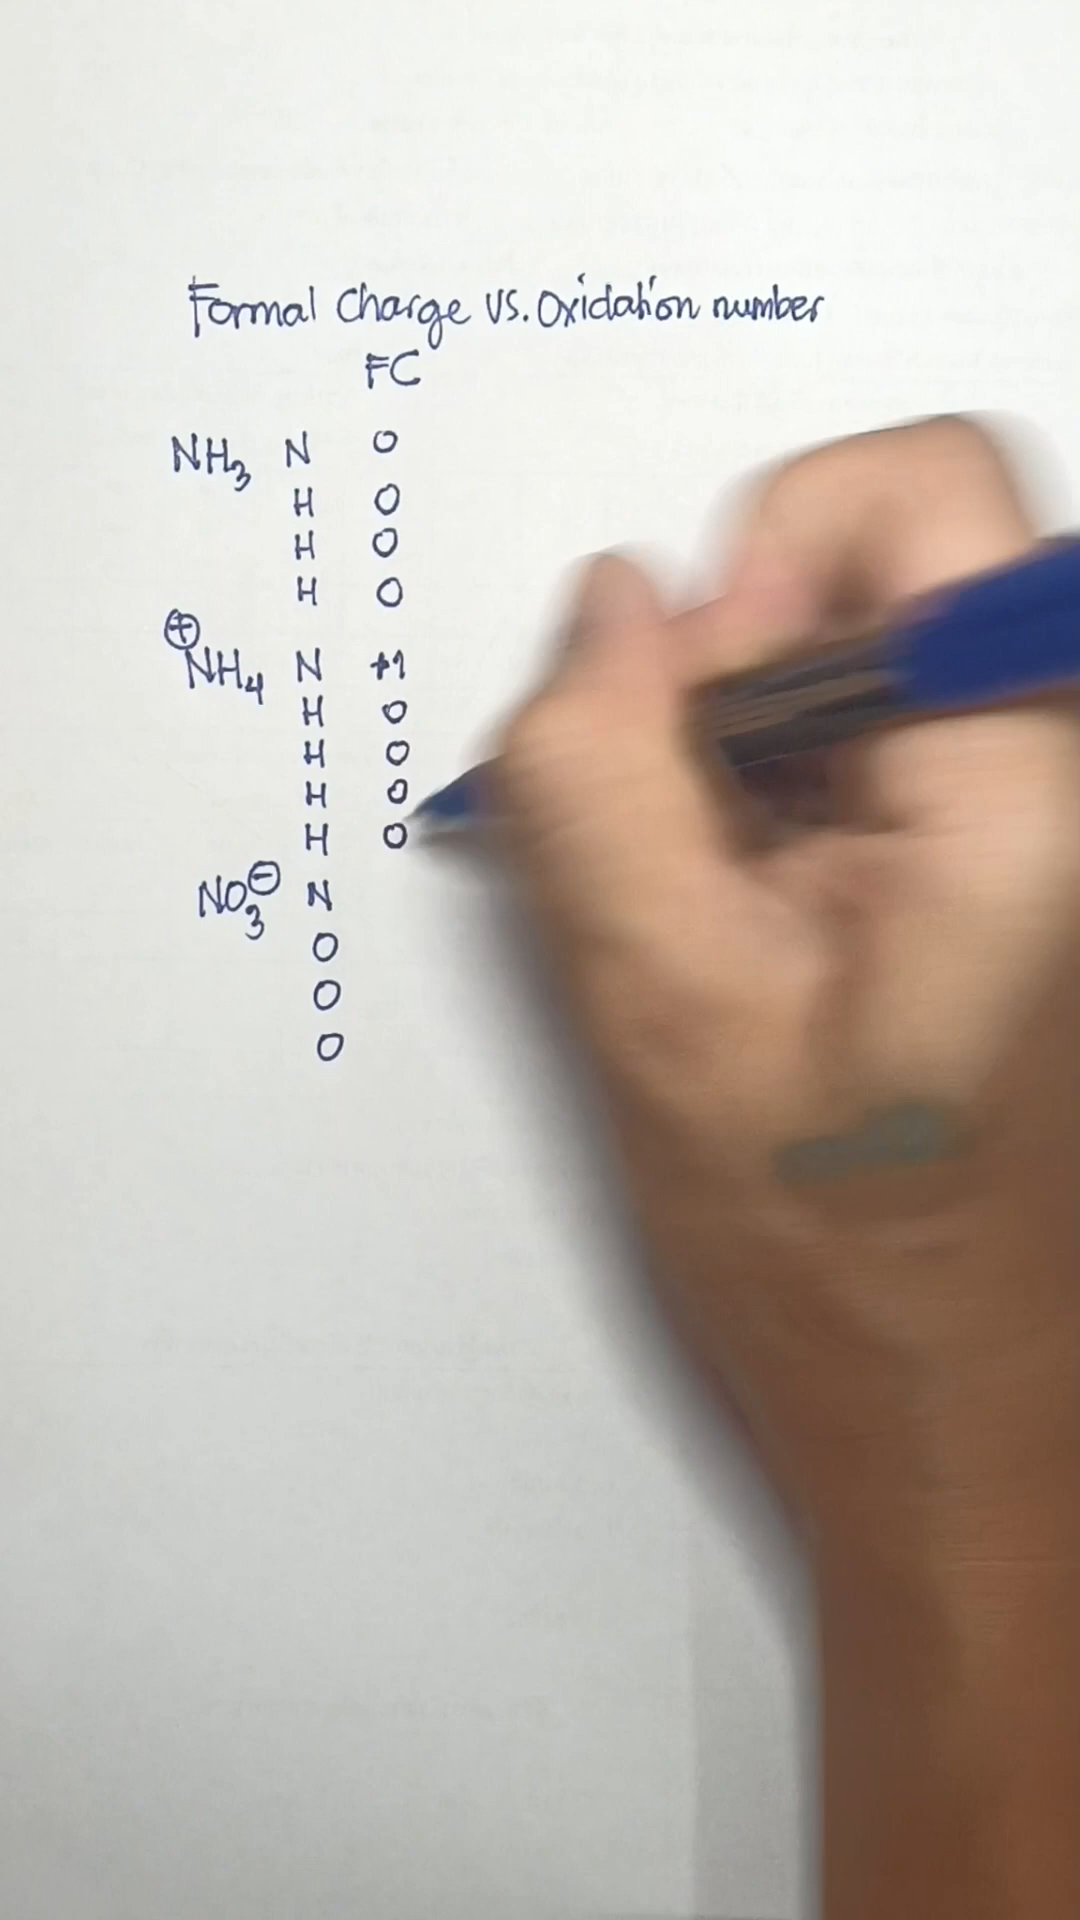 Formal Charge vs. Oxidation number
FC
NH3 N 0
H 0
H 0
H 0
⊕NH4 N +1
H 0
H 0
H 0
H 0
NO3⊖ N
O
O
O